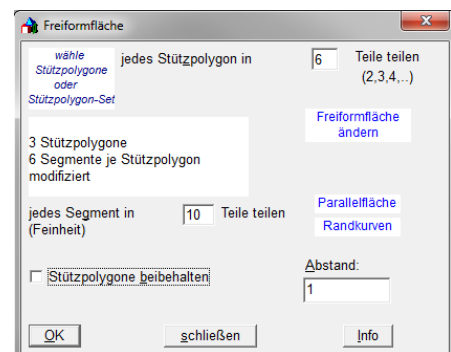 Freiformfläche
wähle
Stützpolygone
oder
Stützpolygon-Set
jedes Stützpolygon in
6
Teile teilen
(2,3,4,..)
Freiformfläche
ändern
3 Stützpolygone
6 Segmente je Stützpolygon
modifiziert
jedes Segment in
(Feinheit)
10
Teile teilen
Parallelfläche
Randkurven
Stützpolygone beibehalten
Abstand:
1
OK
schließen
Info